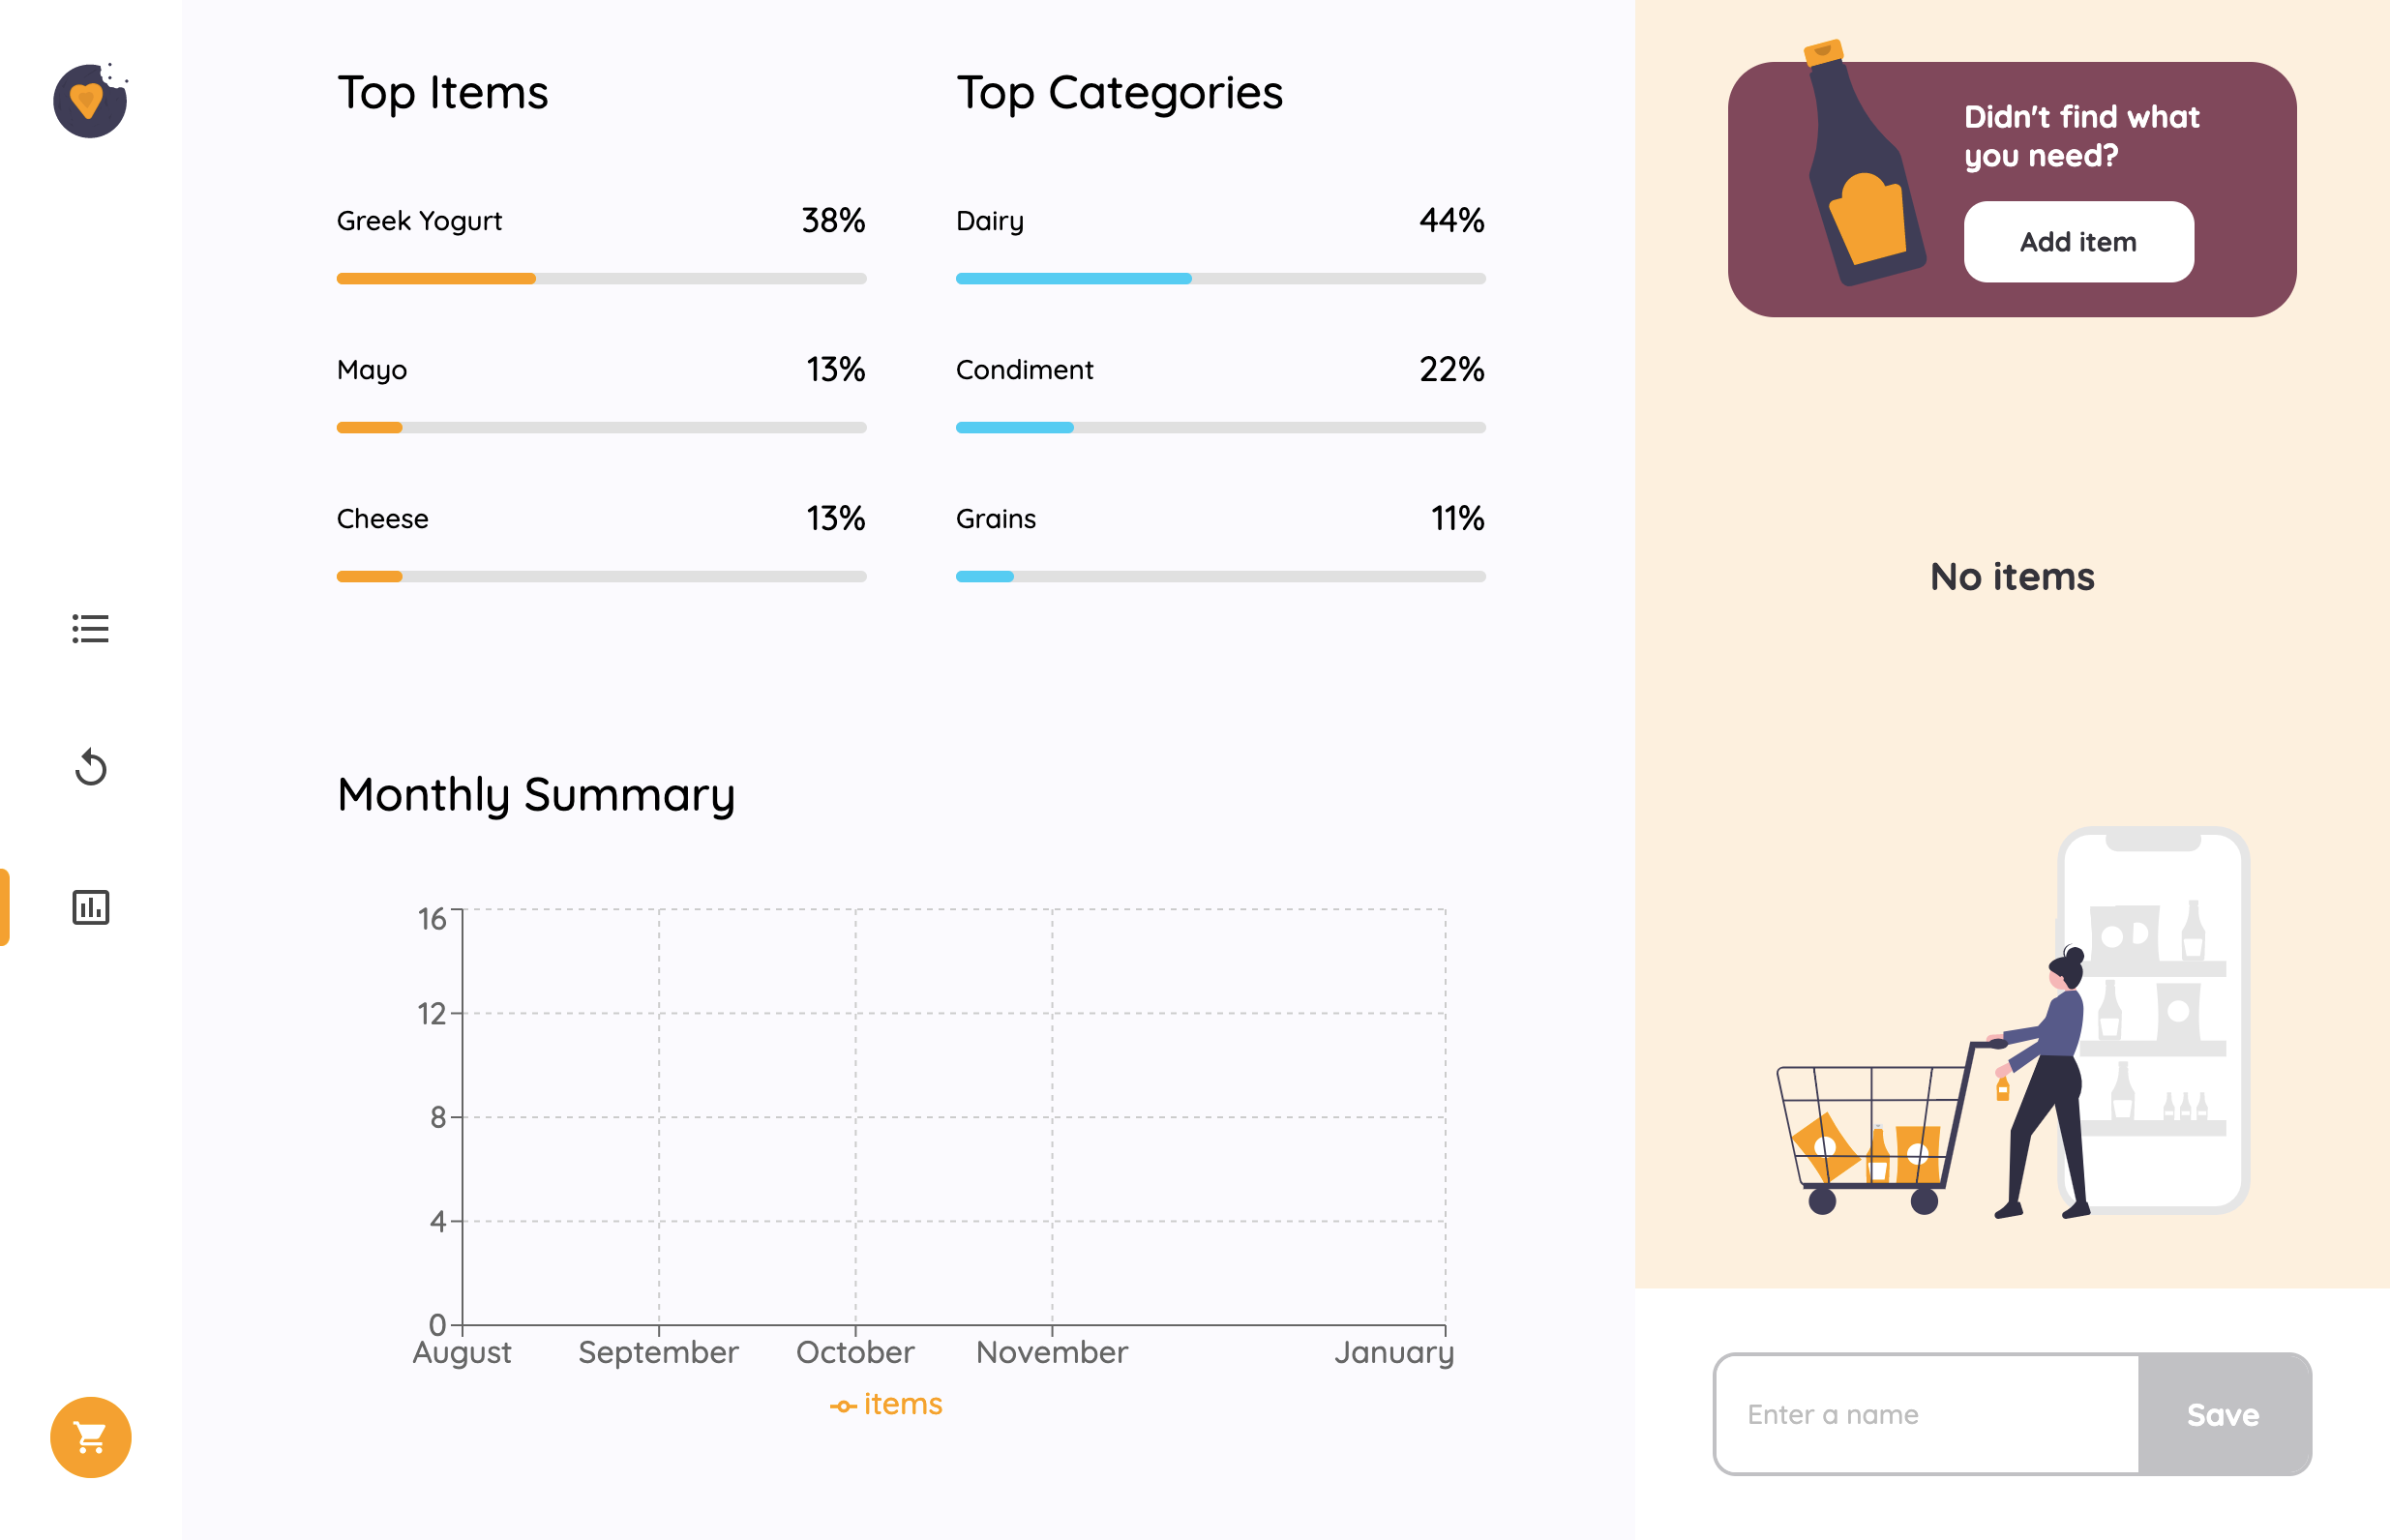 Top Items
Greek Yogurt 38%
Mayo 13%
Cheese 13%
Top Categories
Dairy 44%
Condiment 22%
Grains 11%
Monthly Summary
16
12
8
4
0
August September October November January
items
Didn't find what
you need?
Add item
No items
Enter a name
Save